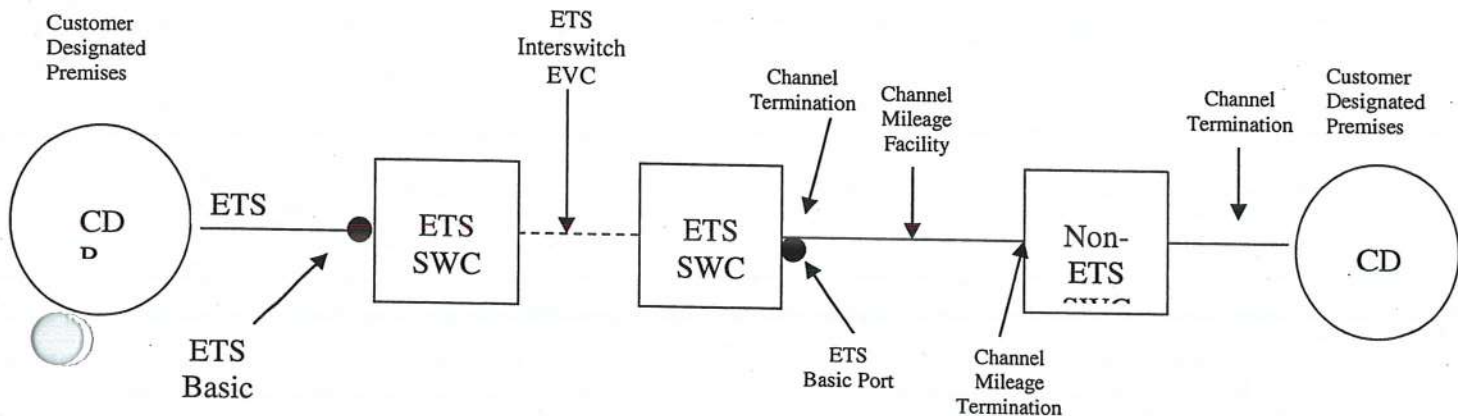 Customer
Designated
Premises
ETS
Interswitch
EVC
Channel
Termination
Channel
Mileage
Facility
Channel
Termination
Customer
Designated
Premises
CD
ETS
ETS
SWC
ETS
SWC
Non-
ETS
CD
ETS
Basic
ETS
Basic Port
Channel
Mileage
Termination